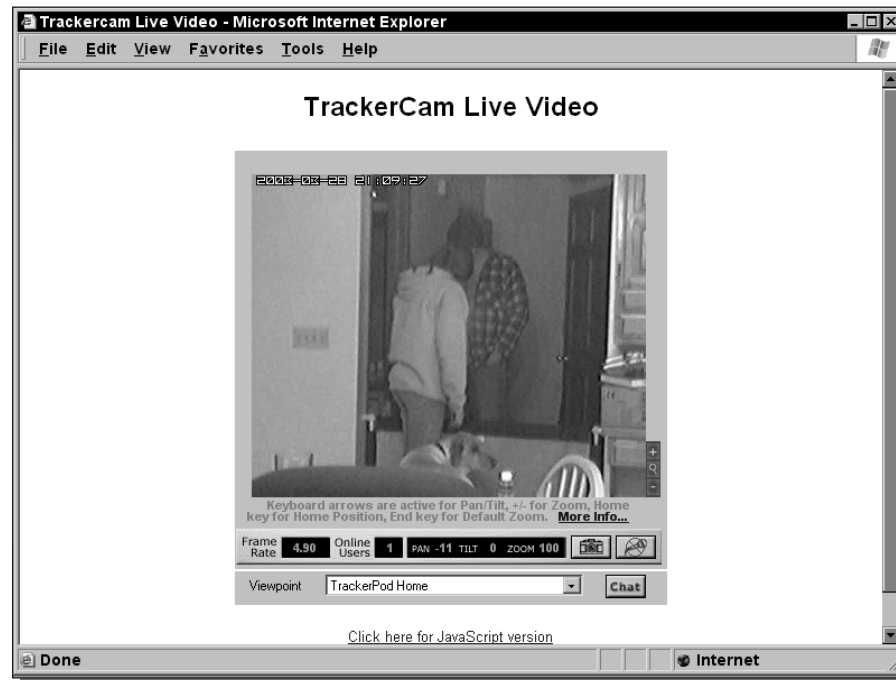 Trackercam Live Video - Microsoft Internet Explorer
File Edit View Favorites Tools Help
TrackerCam Live Video
2003-03-28 21:09:27
Keyboard arrows are active for Pan/Tilt, +/- for Zoom, Home
key for Home Position, End key for Default Zoom. More Info...
Frame Rate 4.90 Online Users 1 PAN -11 TILT 0 ZOOM 100
Viewpoint TrackerPod Home Chat
Click here for JavaScript version
Done Internet